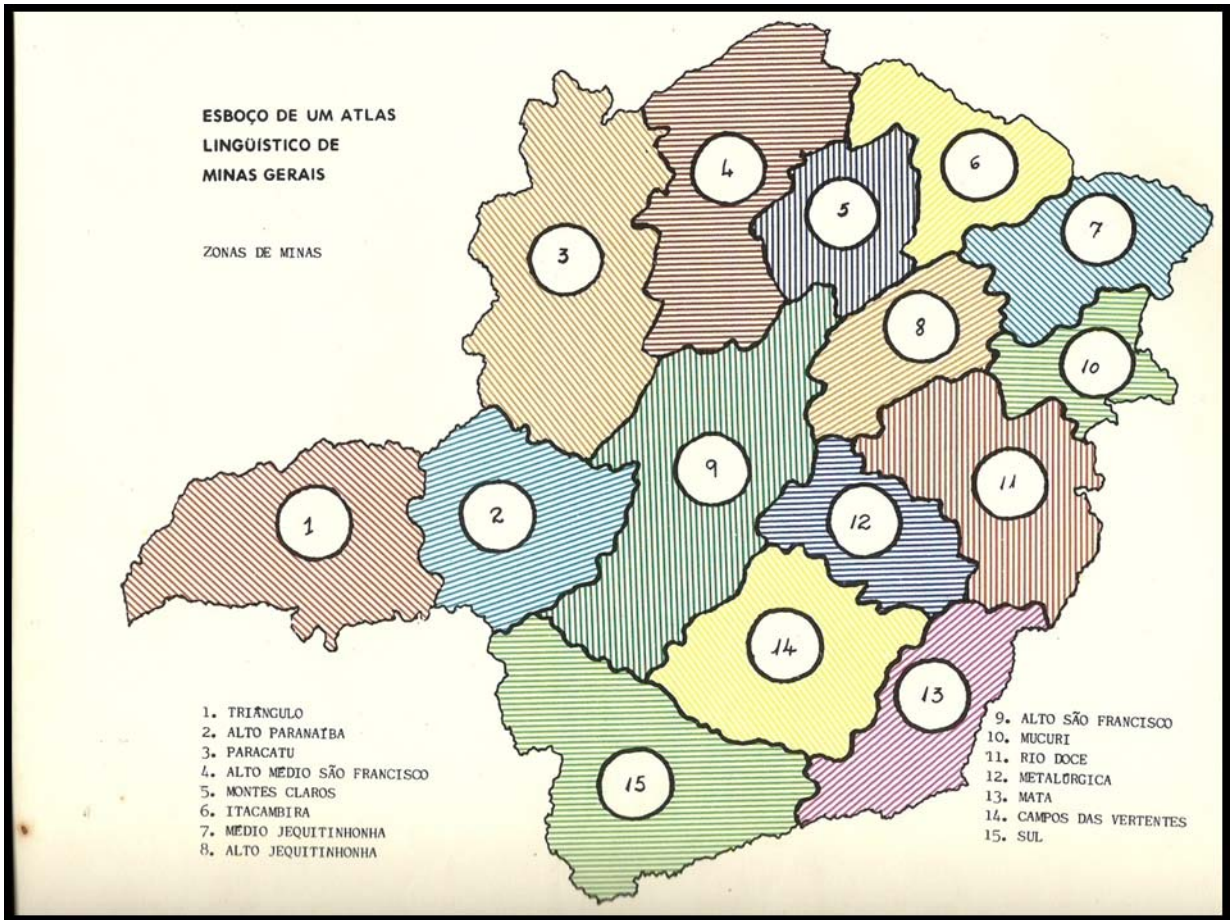 ESBOÇO DE UM ATLAS
LINGÜÍSTICO DE
MINAS GERAIS
ZONAS DE MINAS
4
6
5
7
3
8
10
9
11
1
2
12
14
13
15
1. TRIÂNGULO
2. ALTO PARANAÍBA
3. PARACATU
4. ALTO MÉDIO SÃO FRANCISCO
5. MONTES CLAROS
6. ITACAMBIRA
7. MÉDIO JEQUITINHONHA
8. ALTO JEQUITINHONHA
9. ALTO SÃO FRANCISCO
10. MUCURI
11. RIO DOCE
12. METALÚRGICA
13. MATA
14. CAMPOS DAS VERTENTES
15. SUL